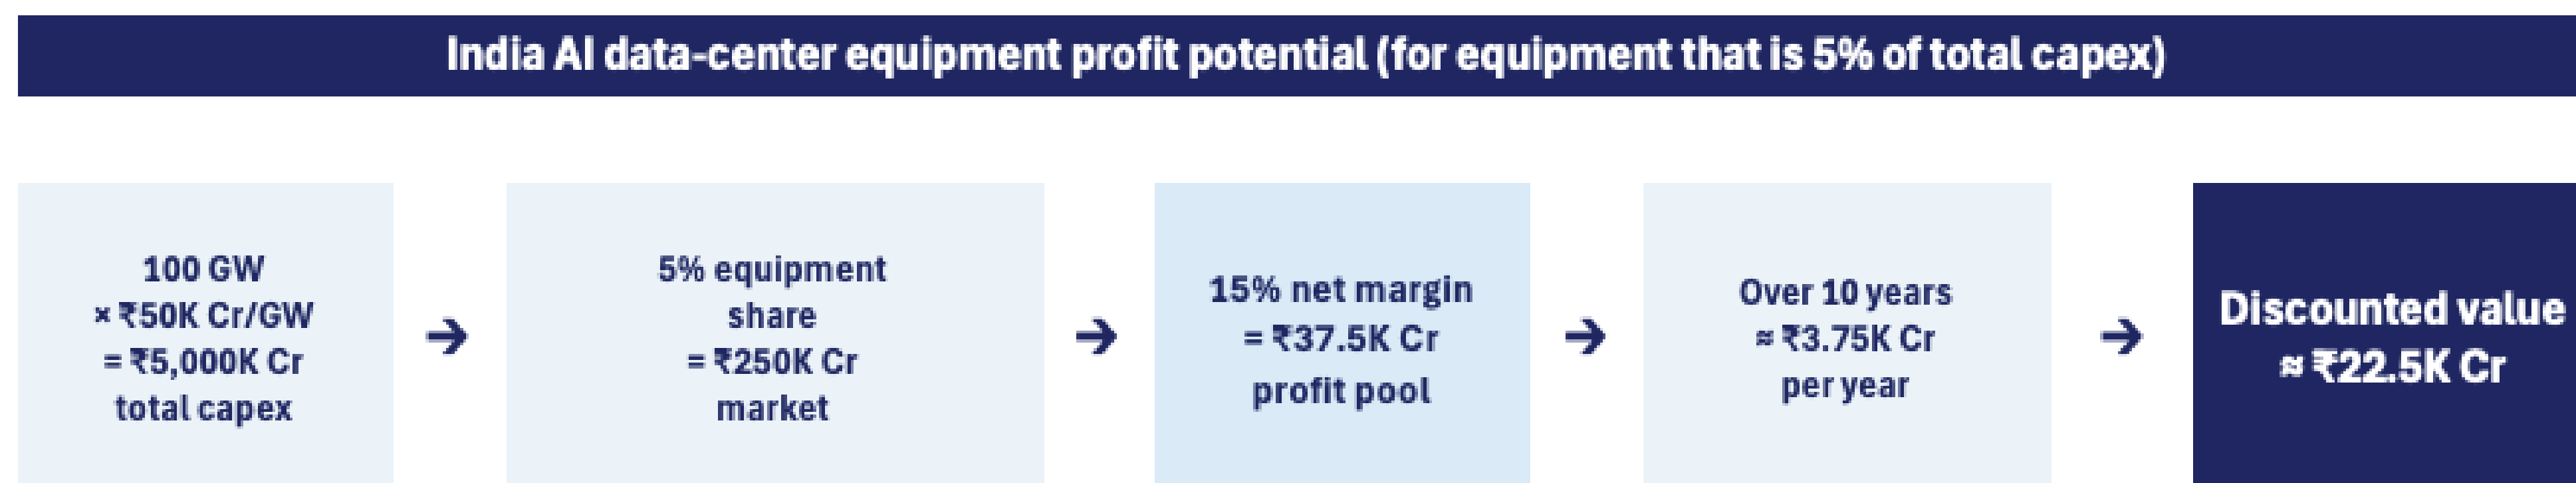 India AI data-center equipment profit potential (for equipment that is 5% of total capex)
100 GW
× ₹50K Cr/GW
= ₹5,000K Cr
total capex
→
5% equipment
share
= ₹250K Cr
market
→
15% net margin
= ₹37.5K Cr
profit pool
→
Over 10 years
≈ ₹3.75K Cr
per year
→
Discounted value
≈ ₹22.5K Cr